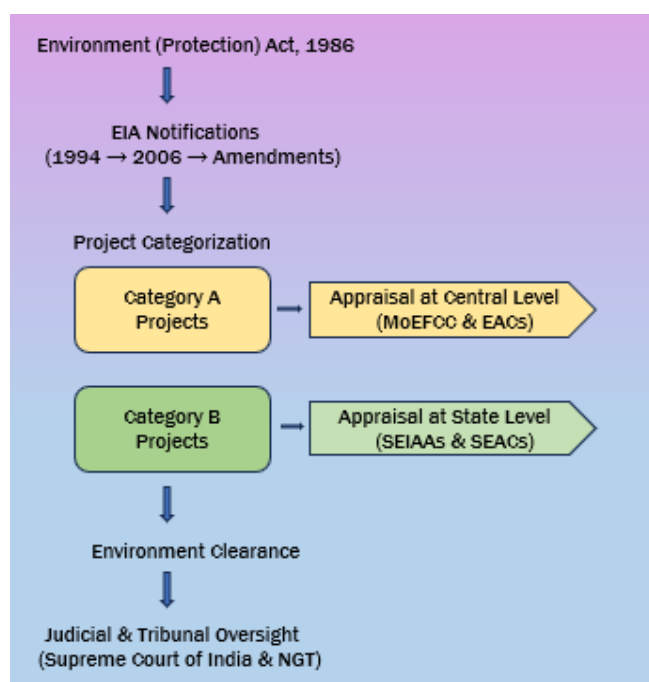 Environment (Protection) Act, 1986
EIA Notifications
(1994 → 2006 → Amendments)
Project Categorization
Category A
Projects
Appraisal at Central Level
(MoEFCC & EACs)
Category B
Projects
Appraisal at State Level
(SEIAAs & SEACs)
Environment Clearance
Judicial & Tribunal Oversight
(Supreme Court of India & NGT)